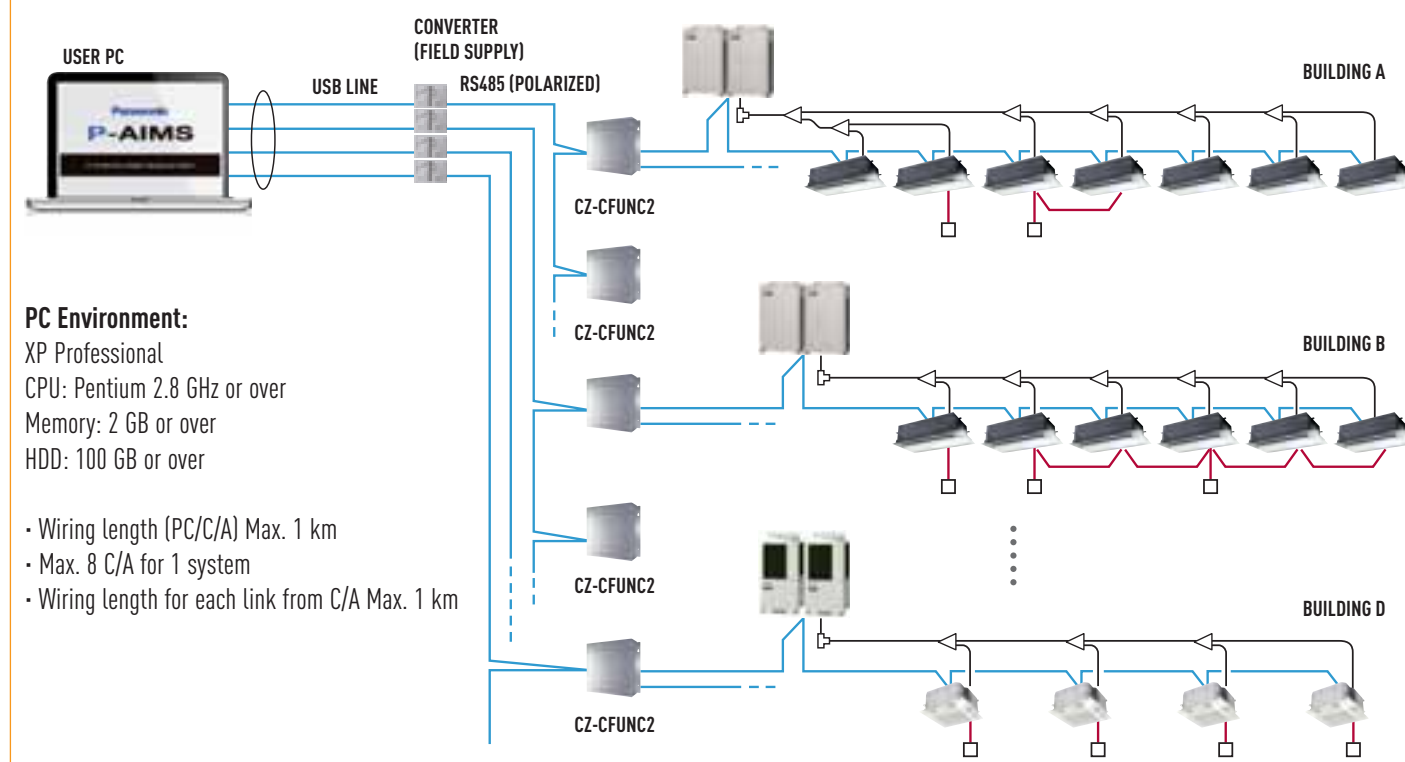 USER PC
Panasonic
P-AIMS
USB LINE
CONVERTER
(FIELD SUPPLY)
RS485 (POLARIZED)
BUILDING A
CZ-CFUNC2
CZ-CFUNC2
BUILDING B
CZ-CFUNC2
CZ-CFUNC2
BUILDING D
CZ-CFUNC2
PC Environment:
XP Professional
CPU: Pentium 2.8 GHz or over
Memory: 2 GB or over
HDD: 100 GB or over
· Wiring length (PC/C/A) Max. 1 km
· Max. 8 C/A for 1 system
· Wiring length for each link from C/A Max. 1 km